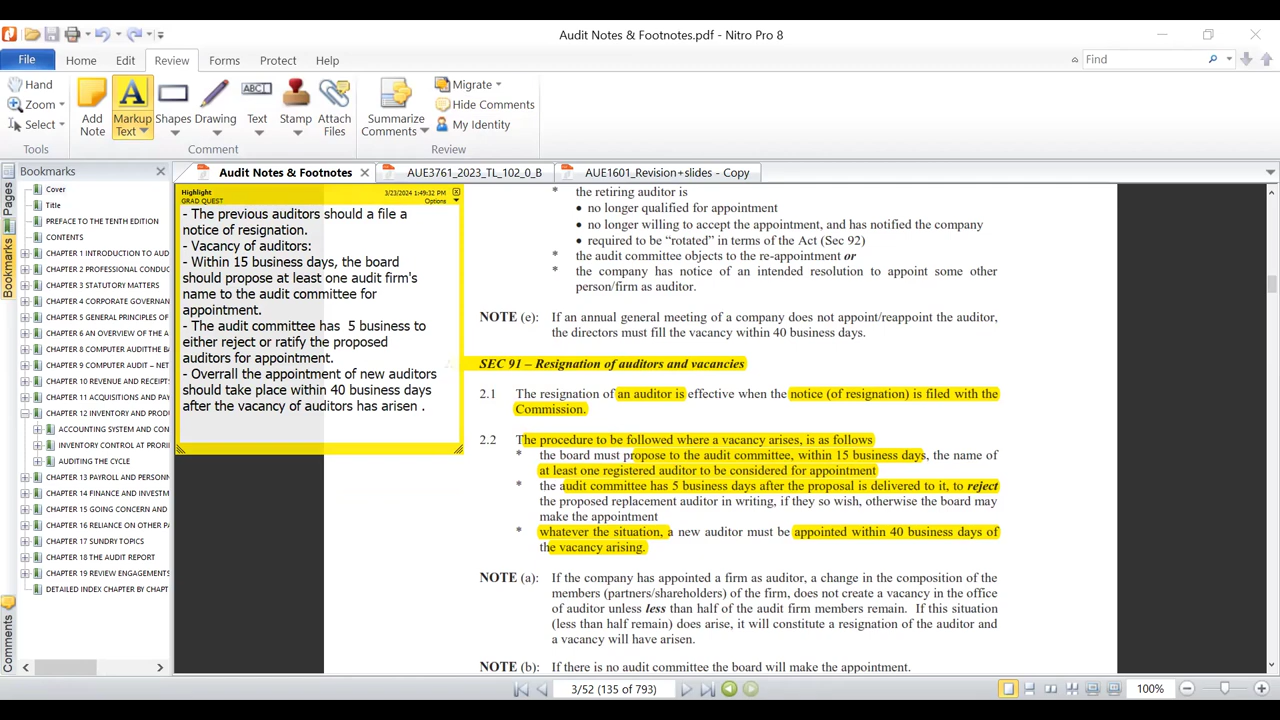 Audit Notes & Footnotes.pdf - Nitro Pro 8
File Home Edit Review Forms Protect Help
Find
Hand
Zoom
Select
Tools
Add Note
Markup Text
Shapes
Drawing
Text
Stamp
Attach Files
Comment
Summarize Comments
Migrate
Hide Comments
My Identity
Review
Pages
Bookmarks
Comments
Bookmarks
Cover
Title
PREFACE TO THE TENTH EDITION
CONTENTS
CHAPTER 1 INTRODUCTION TO AUD
CHAPTER 2 PROFESSIONAL CONDUC
CHAPTER 3 STATUTORY MATTERS
CHAPTER 4 CORPORATE GOVERNAN
CHAPTER 5 GENERAL PRINCIPLES OF
CHAPTER 6 AN OVERVIEW OF THE A
CHAPTER 8 COMPUTER AUDITTHE B
CHAPTER 9 COMPUTER AUDIT – NET
CHAPTER 10 REVENUE AND RECEIPTS
CHAPTER 11 ACQUISITIONS AND PAY
CHAPTER 12 INVENTORY AND PRODU
ACCOUNTING SYSTEM AND CON
INVENTORY CONTROL AT PRORII
AUDITING THE CYCLE
CHAPTER 13 PAYROLL AND PERSONN
CHAPTER 14 FINANCE AND INVESTM
CHAPTER 15 GOING CONCERN AND
CHAPTER 16 RELIANCE ON OTHER PA
CHAPTER 17 SUNDRY TOPICS
CHAPTER 18 THE AUDIT REPORT
CHAPTER 19 REVIEW ENGAGEMENTS
DETAILED INDEX CHAPTER BY CHAPT
Audit Notes & Footnotes
AUE3761_2023_TL_102_0_B
AUE1601_Revision+slides - Copy
Highlight 3/23/2024 1:49:32 PM
GRAD QUEST Options
- The previous auditors should a file a
notice of resignation.
- Vacancy of auditors:
- Within 15 business days, the board
should propose at least one audit firm's
name to the audit committee for
appointment.
- The audit committee has 5 business to
either reject or ratify the proposed
auditors for appointment.
- Overrall the appointment of new auditors
should take place within 40 business days
after the vacancy of auditors has arisen .
* the retiring auditor is
• no longer qualified for appointment
• no longer willing to accept the appointment, and has notified the company
• required to be “rotated” in terms of the Act (Sec 92)
* the audit committee objects to the re-appointment or
* the company has notice of an intended resolution to appoint some other
person/firm as auditor.
NOTE (e): If an annual general meeting of a company does not appoint/reappoint the auditor,
the directors must fill the vacancy within 40 business days.
SEC 91 – Resignation of auditors and vacancies
2.1 The resignation of an auditor is effective when the notice (of resignation) is filed with the
Commission.
2.2 The procedure to be followed where a vacancy arises, is as follows
* the board must propose to the audit committee, within 15 business days, the name of
at least one registered auditor to be considered for appointment
* the audit committee has 5 business days after the proposal is delivered to it, to reject
the proposed replacement auditor in writing, if they so wish, otherwise the board may
make the appointment
* whatever the situation, a new auditor must be appointed within 40 business days of
the vacancy arising.
NOTE (a): If the company has appointed a firm as auditor, a change in the composition of the
members (partners/shareholders) of the firm, does not create a vacancy in the office
of auditor unless less than half of the audit firm members remain. If this situation
(less than half remain) does arise, it will constitute a resignation of the auditor and
a vacancy will have arisen.
NOTE (b): If there is no audit committee the board will make the appointment.
3/52 (135 of 793)
100%